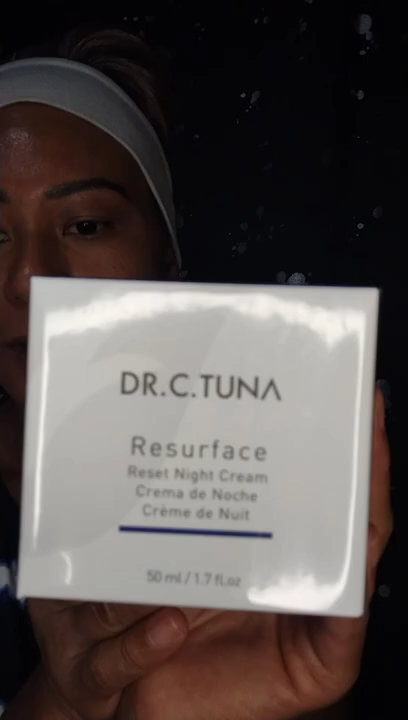 DR.C.TUNA
Resurface
Reset Night Cream
Crema de Noche
Crème de Nuit
50 ml / 1.7 fl.oz